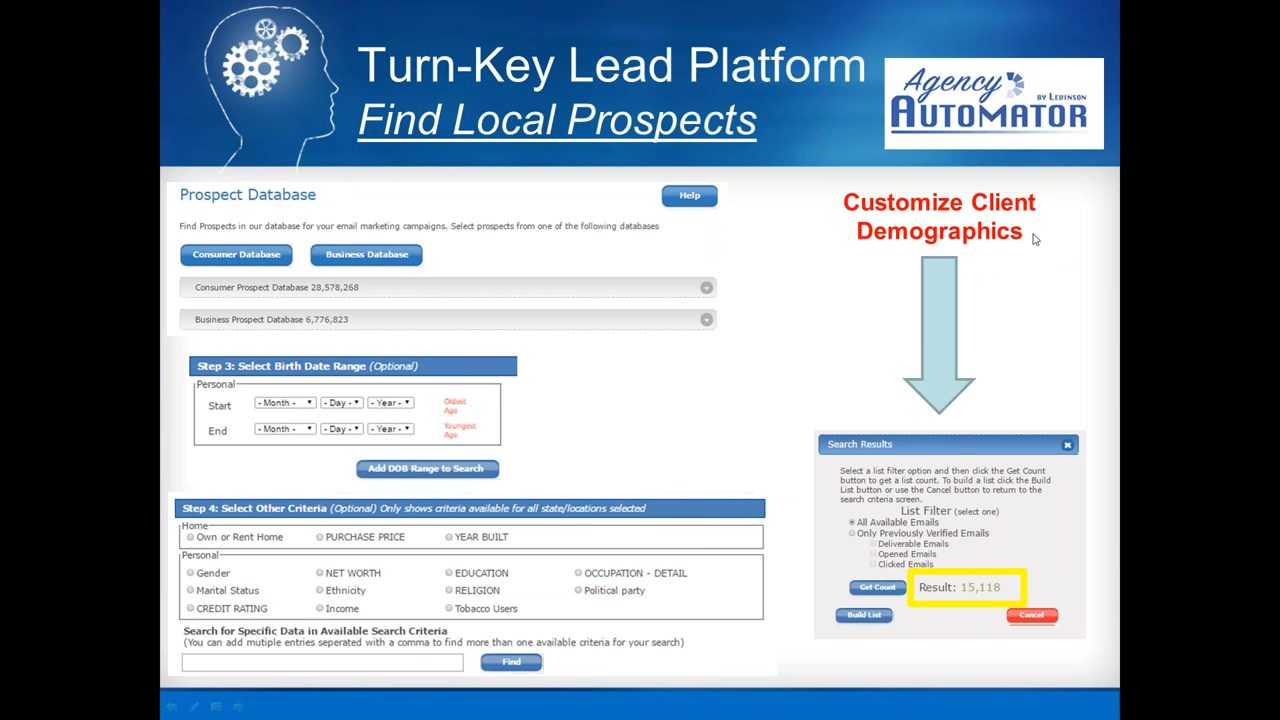 Turn-Key Lead Platform
Find Local Prospects
Agency
AUTOMATOR
BY LEVINSON
Prospect Database
Help
Find Prospects in our database for your email marketing campaigns. Select prospects from one of the following databases
Consumer Database
Business Database
Consumer Prospect Database 28,578,268
Business Prospect Database 6,776,823
Step 3: Select Birth Date Range (Optional)
Personal
Start - Month - - Day - - Year - Oldest
Age
End - Month - - Day - - Year - Youngest
Age
Add DOB Range to Search
Step 4: Select Other Criteria (Optional) Only shows criteria available for all state/locations selected
Home
Own or Rent Home PURCHASE PRICE YEAR BUILT
Personal
Gender NET WORTH EDUCATION OCCUPATION - DETAIL
Marital Status Ethnicity RELIGION Political party
CREDIT RATING Income Tobacco Users
Search for Specific Data in Available Search Criteria
(You can add mutiple entries seperated with a comma to find more than one available criteria for your search)
Find
Customize Client
Demographics
Search Results
Select a list filter option and then click the Get Count
button to get a list count. To build a list click the Build
List button or use the Cancel button to return to the
search criteria screen.
List Filter (select one)
All Available Emails
Only Previously Verified Emails
Deliverable Emails
Opened Emails
Clicked Emails
Get Count Result: 15,118
Build List Cancel